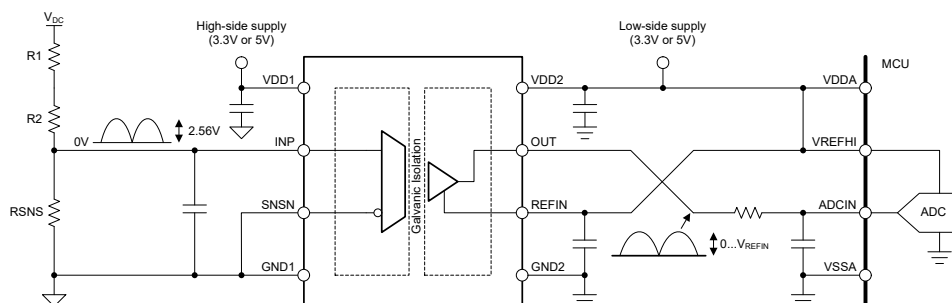 VDC
R1
R2
RSNS
0V
2.56V
High-side supply
(3.3V or 5V)
VDD1
INP
SNSN
GND1
Galvanic Isolation
VDD2
OUT
REFIN
GND2
Low-side supply
(3.3V or 5V)
0...VREFIN
MCU
VDDA
VREFHI
ADCIN
VSSA
ADC